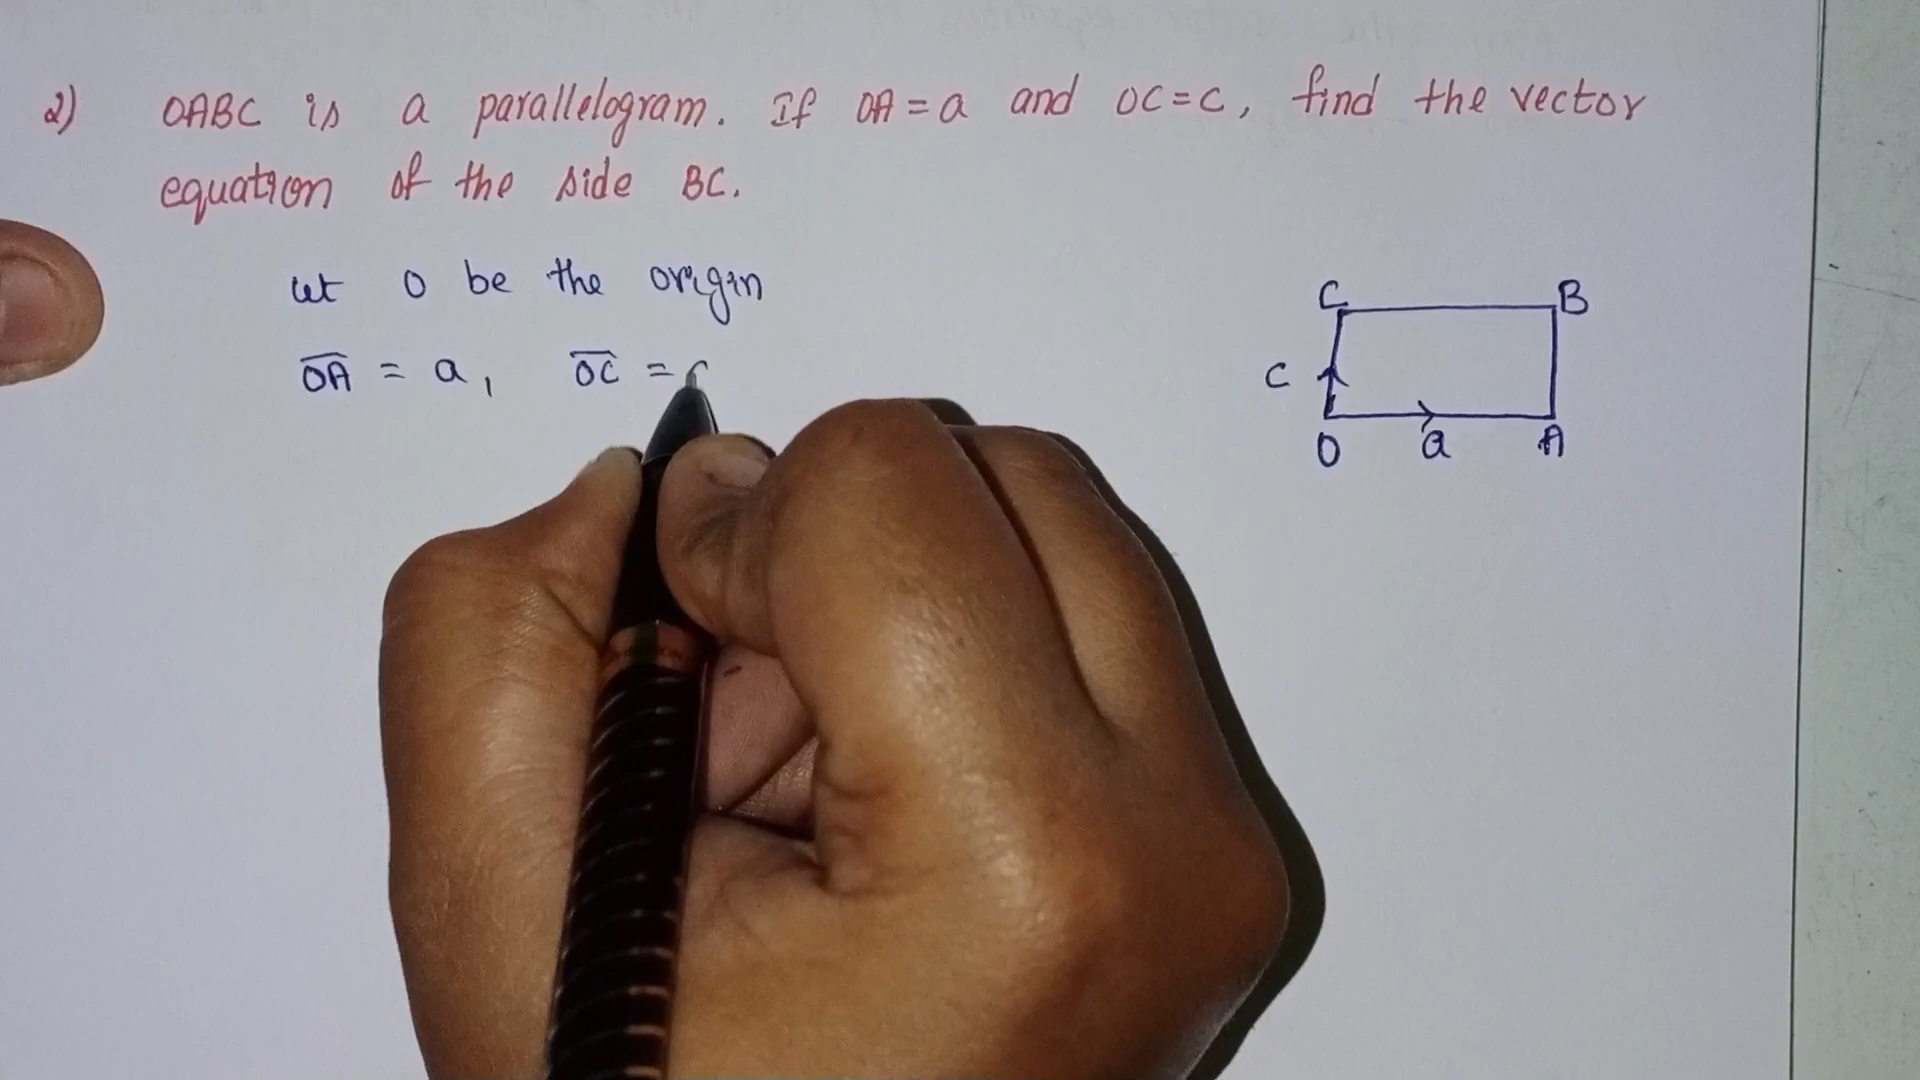 2) OABC is a parallelogram. If OA = a and OC = C, find the vector
equation of the side BC.
let O be the origin
OA = a, OC = c
C B
C
O a A